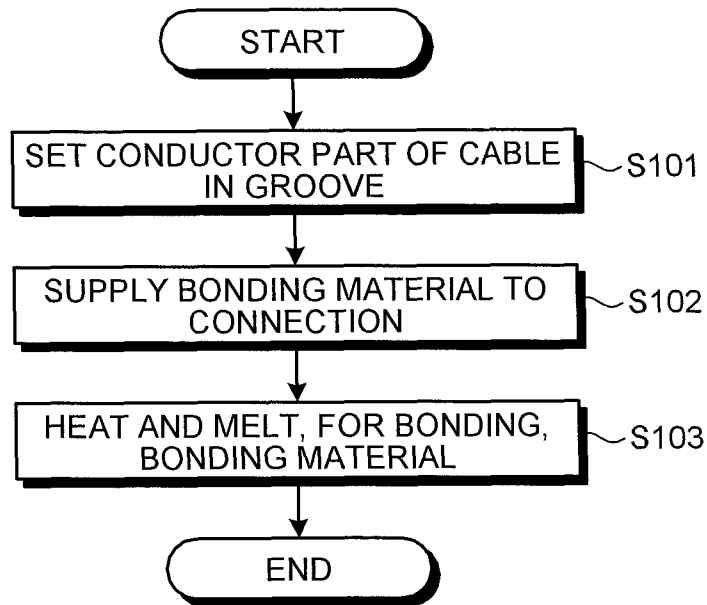 START
SET CONDUCTOR PART OF CABLE
IN GROOVE
S101
SUPPLY BONDING MATERIAL TO
CONNECTION
S102
HEAT AND MELT, FOR BONDING,
BONDING MATERIAL
S103
END